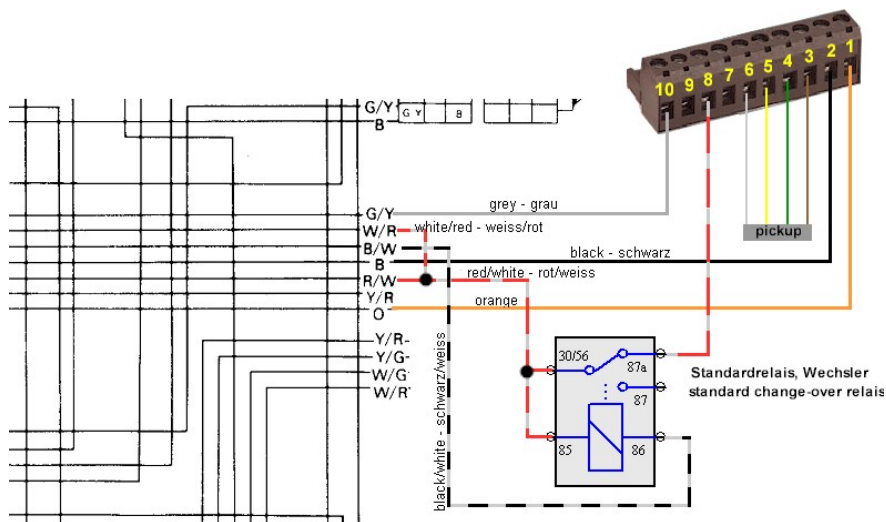 10 9 8 7 6 5 4 3 2 1
G/Y
B
G Y B
grey - grau
G/Y
W/R
white/red - weiss/rot
B/W
B
black - schwarz
R/W
red/white - rot/weiss
Y/R
O
orange
pickup
Y/R
Y/G
W/G
W/R
black/white - schwarz/weiss
30/56
87a
87
85
86
Standardrelais, Wechsler
standard change-over relais